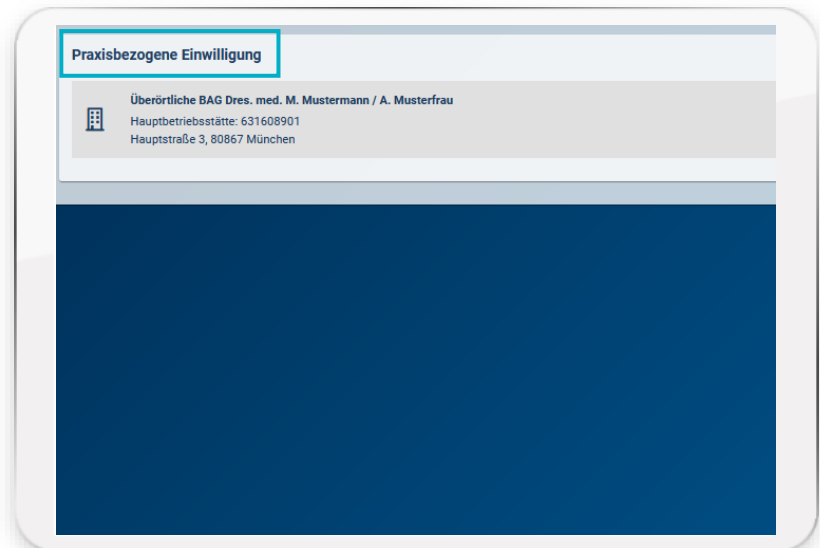 Praxisbezogene Einwilligung
Überörtliche BAG Dres. med. M. Mustermann / A. Musterfrau
Hauptbetriebsstätte: 631608901
Hauptstraße 3, 80867 München